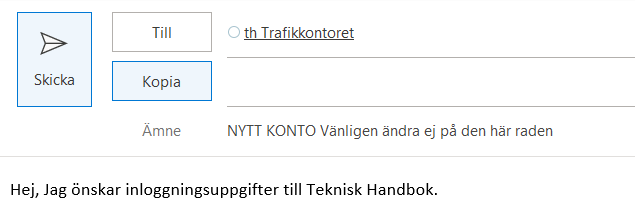 Till
th Trafikkontoret
Skicka
Kopia
Ämne
NYTT KONTO Vänligen ändra ej på den här raden
Hej, Jag önskar inloggningsuppgifter till Teknisk Handbok.